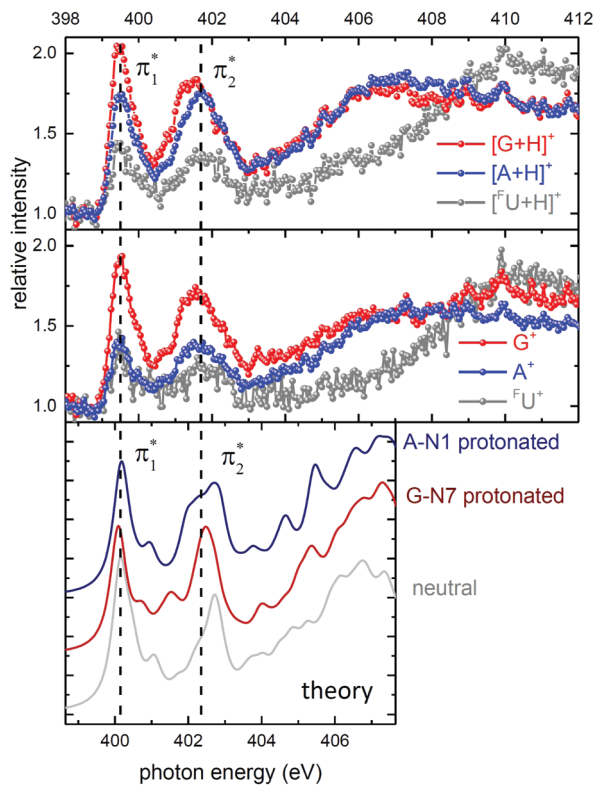 398 400 402 404 406 408 410 412
2.0
π₁* π₂*
1.5
[G+H]⁺
[A+H]⁺
[ᶠU+H]⁺
1.0
relative intensity
2.0
1.5
G⁺
A⁺
ᶠU⁺
1.0
π₁* π₂*
A-N1 protonated
G-N7 protonated
neutral
theory
400 402 404 406
photon energy (eV)